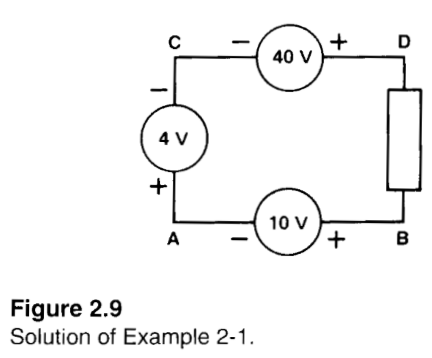 C − 40 V + D
−
4 V
+
A − 10 V + B
Figure 2.9
Solution of Example 2-1.